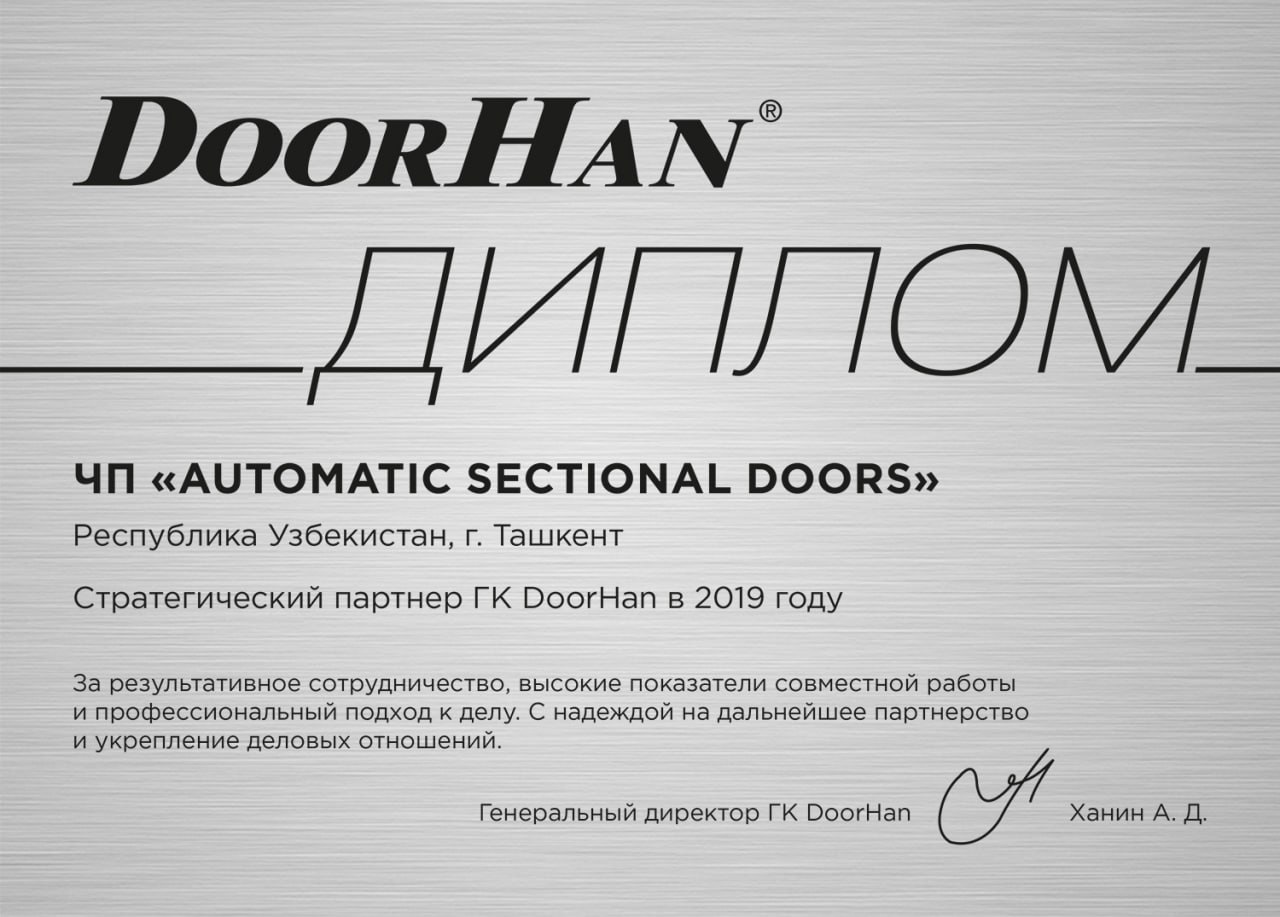 DOORHAN®
ДИПЛОМ
ЧП «AUTOMATIC SECTIONAL DOORS»
Республика Узбекистан, г. Ташкент
Стратегический партнер ГК DoorHan в 2019 году
За результативное сотрудничество, высокие показатели совместной работы
и профессиональный подход к делу. С надеждой на дальнейшее партнерство
и укрепление деловых отношений.
Генеральный директор ГК DoorHan Ханин А. Д.